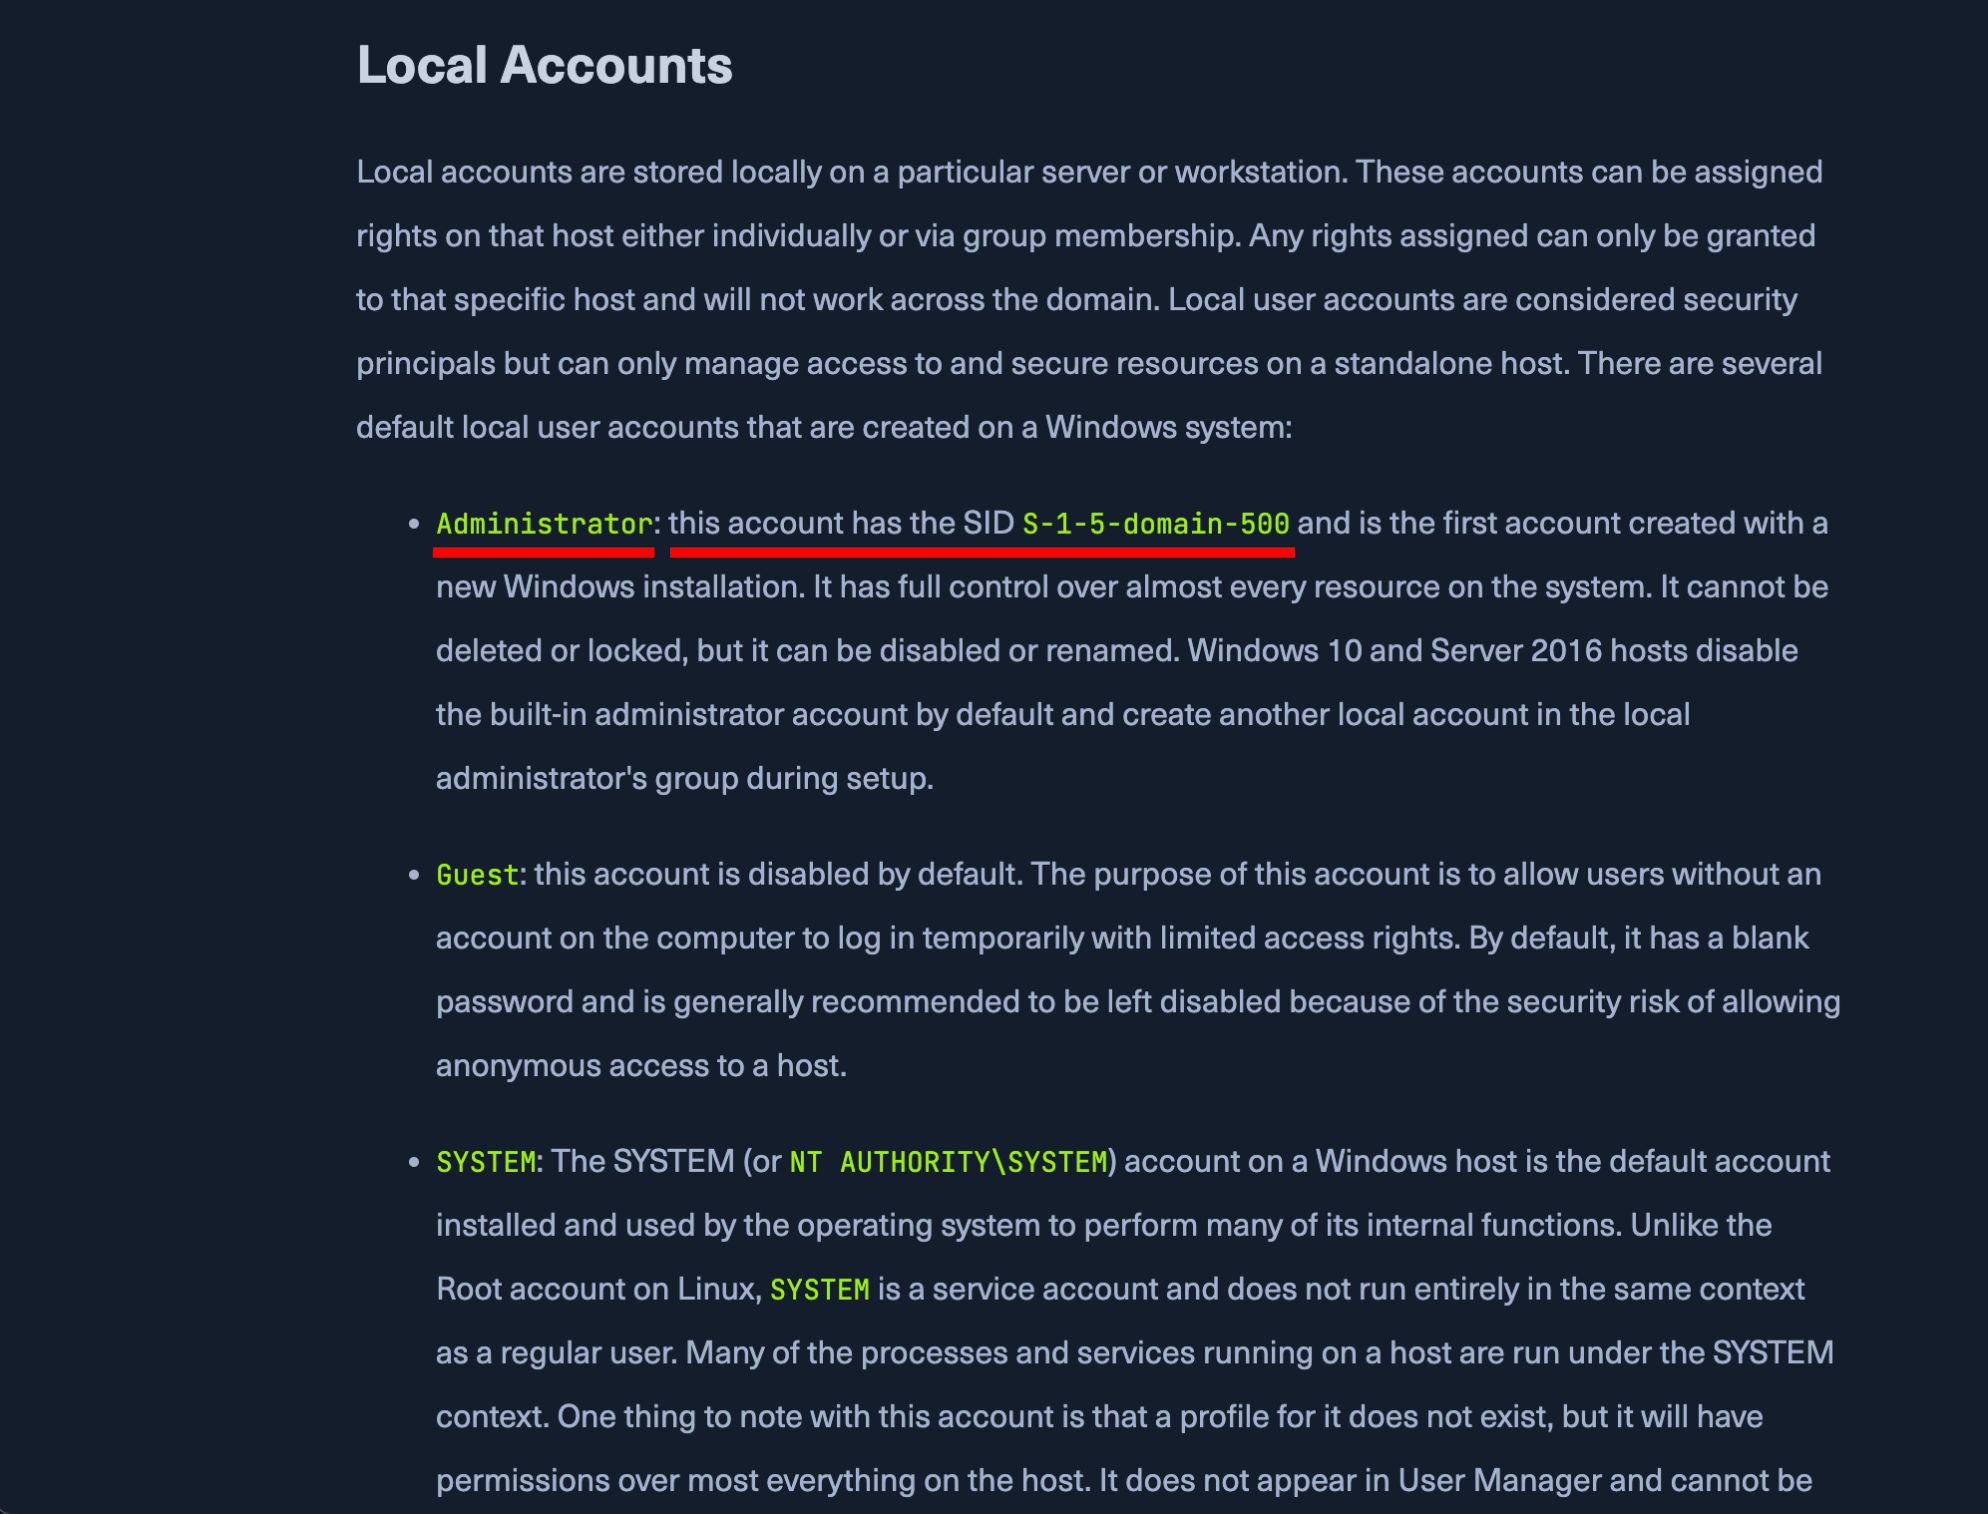 Local Accounts
Local accounts are stored locally on a particular server or workstation. These accounts can be assigned
rights on that host either individually or via group membership. Any rights assigned can only be granted
to that specific host and will not work across the domain. Local user accounts are considered security
principals but can only manage access to and secure resources on a standalone host. There are several
default local user accounts that are created on a Windows system:
• Administrator: this account has the SID S-1-5-domain-500 and is the first account created with a
new Windows installation. It has full control over almost every resource on the system. It cannot be
deleted or locked, but it can be disabled or renamed. Windows 10 and Server 2016 hosts disable
the built-in administrator account by default and create another local account in the local
administrator's group during setup.
• Guest: this account is disabled by default. The purpose of this account is to allow users without an
account on the computer to log in temporarily with limited access rights. By default, it has a blank
password and is generally recommended to be left disabled because of the security risk of allowing
anonymous access to a host.
• SYSTEM: The SYSTEM (or NT AUTHORITY\SYSTEM) account on a Windows host is the default account
installed and used by the operating system to perform many of its internal functions. Unlike the
Root account on Linux, SYSTEM is a service account and does not run entirely in the same context
as a regular user. Many of the processes and services running on a host are run under the SYSTEM
context. One thing to note with this account is that a profile for it does not exist, but it will have
permissions over most everything on the host. It does not appear in User Manager and cannot be